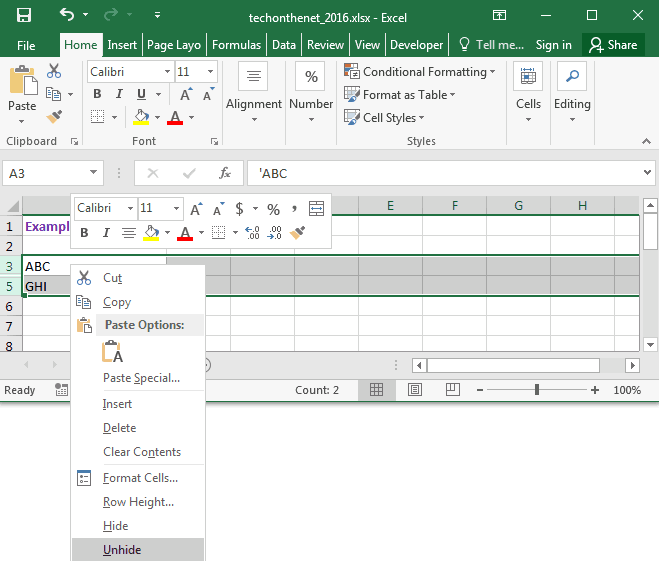 techonthenet_2016.xlsx - Excel
File Home Insert Page Layo Formulas Data View Developer Tell me... Sign in Share
Calibri 11
Paste
B I U A A
A
Alignment
%
Number
Conditional Formatting
Format as Table
Cell Styles
Cells
Editing
Clipboard Styles
A3 fx 'ABC
Calibri 11 A A $ % , 
B I A .00 .00
E F G H
1 Exampl
2
3 ABC
5 GHI
6
7
8
Cut
Copy
Paste Options:
A
Paste Special...
Insert
Delete
Clear Contents
Format Cells...
Row Height...
Hide
Unhide
Ready Count: 2 100%